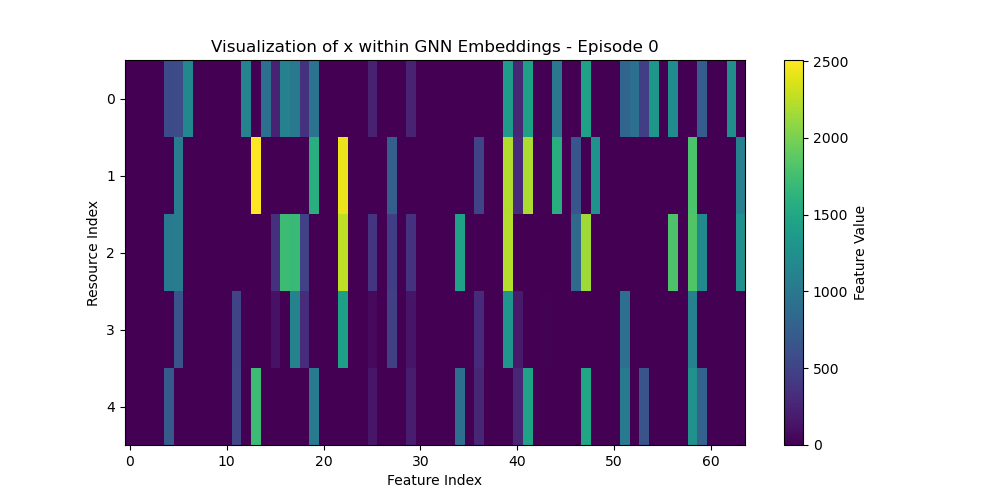 Visualization of x within GNN Embeddings - Episode 0
Resource Index
0
1
2
3
4
0 10 20 30 40 50 60
Feature Index
2500
2000
1500
1000
500
0
Feature Value